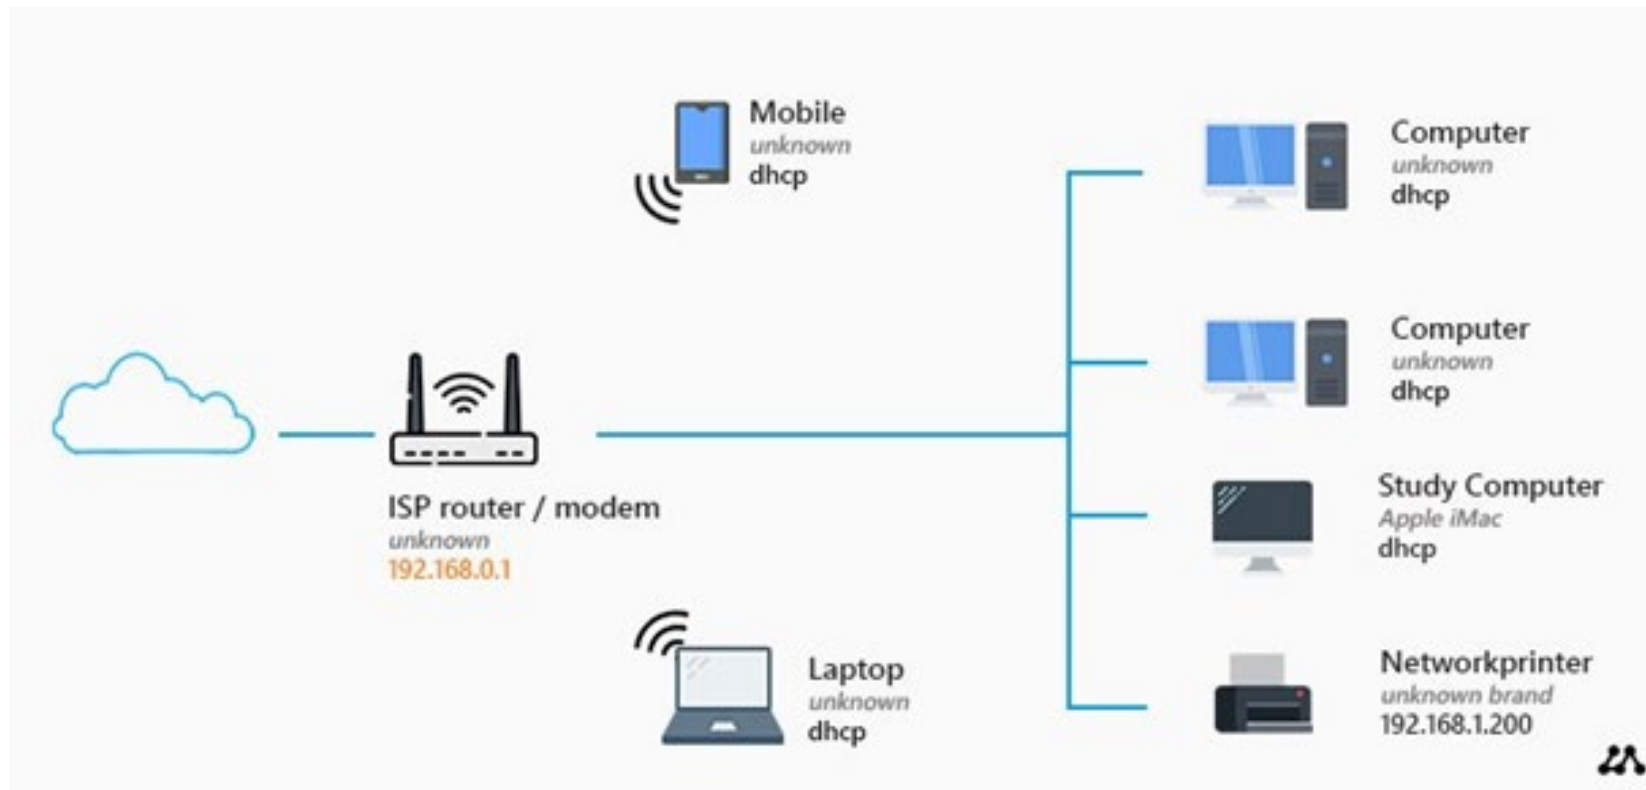 Mobile
unknown
dhcp
Computer
unknown
dhcp
Computer
unknown
dhcp
ISP router / modem
unknown
192.168.0.1
Study Computer
Apple iMac
dhcp
Laptop
unknown
dhcp
Networkprinter
unknown brand
192.168.1.200